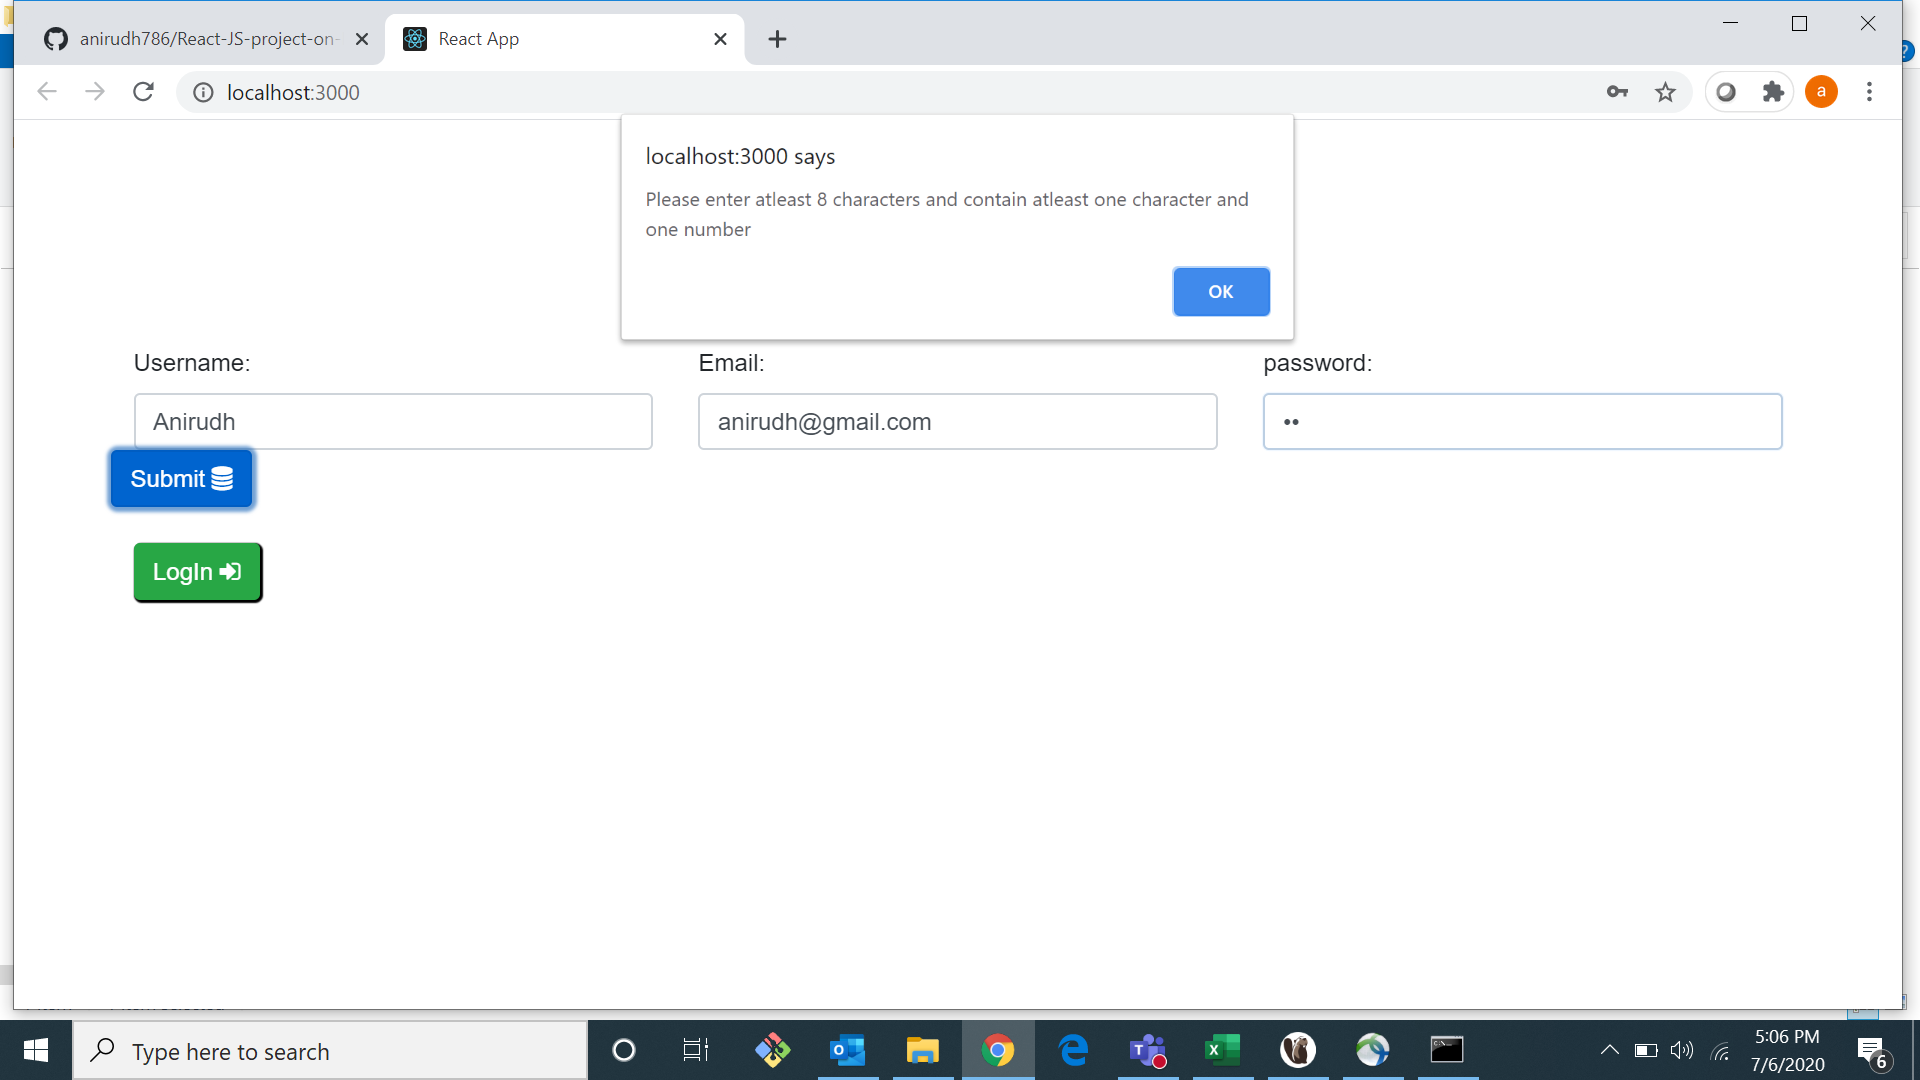 anirudh786/React-JS-project-on-
React App
localhost:3000
a
localhost:3000 says
Please enter atleast 8 characters and contain atleast one character and
one number
OK
Username:
Email:
password:
Anirudh
anirudh@gmail.com
••
Submit
LogIn
Type here to search
5:06 PM
7/6/2020
6